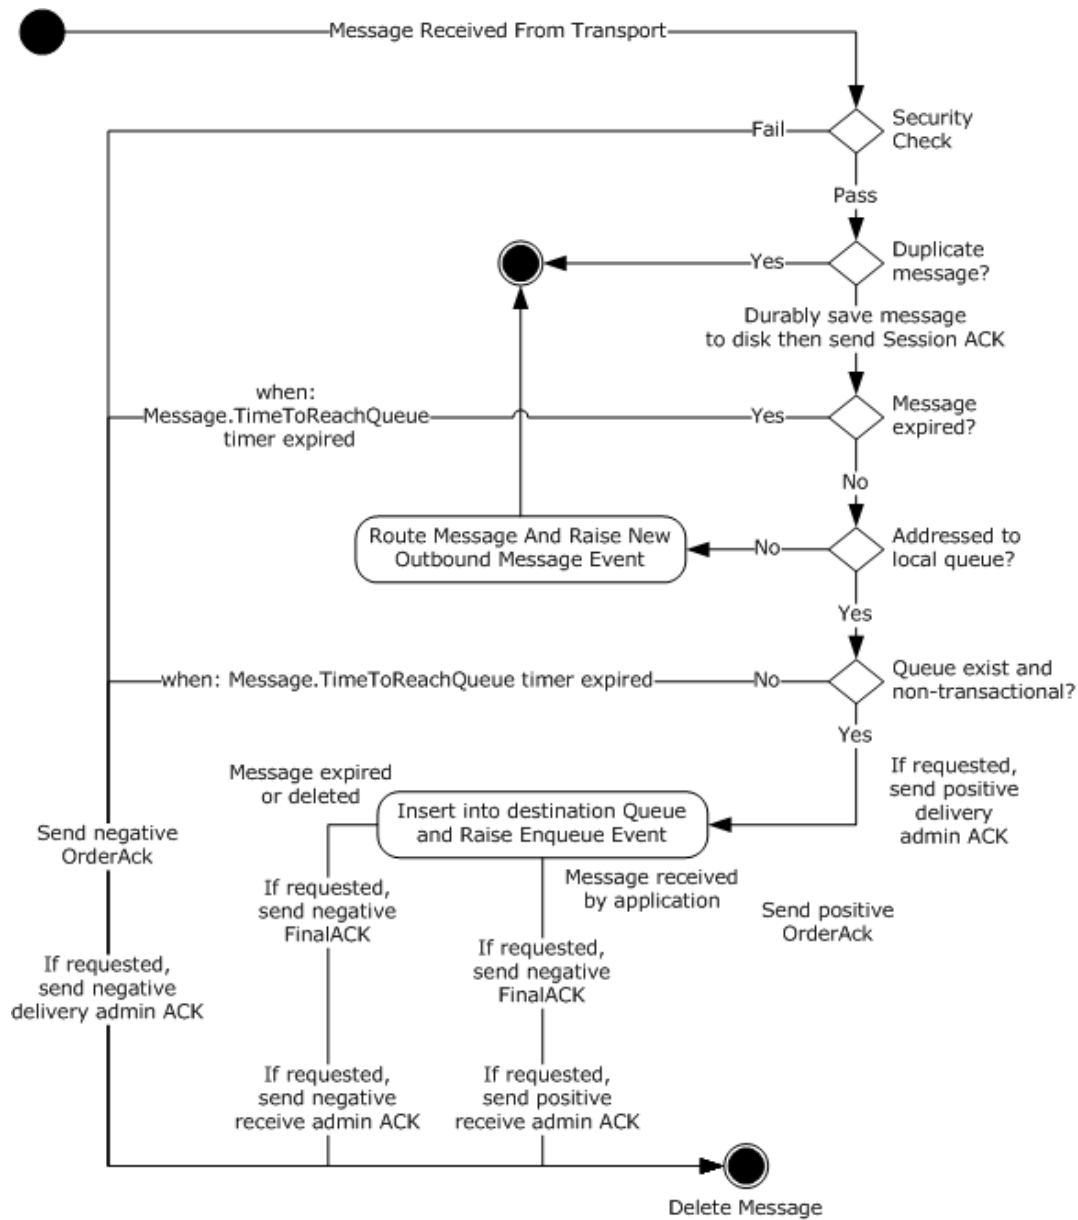 Message Received From Transport
Security
Check
Fail
Pass
Duplicate
message?
Yes
Durably save message
to disk then send Session ACK
when:
Message.TimeToReachQueue
timer expired
Yes
Message
expired?
No
Route Message And Raise New
Outbound Message Event
No
Addressed to
local queue?
Yes
when: Message.TimeToReachQueue timer expired
No
Queue exist and
non-transactional?
Yes
Message expired
or deleted
If requested,
send positive
delivery
admin ACK
Insert into destination Queue
and Raise Enqueue Event
Send negative
OrderAck
If requested,
send negative
FinalACK
Message received
by application
Send positive
OrderAck
If requested,
send negative
FinalACK
If requested,
send negative
delivery admin ACK
If requested,
send negative
receive admin ACK
If requested,
send positive
receive admin ACK
Delete Message